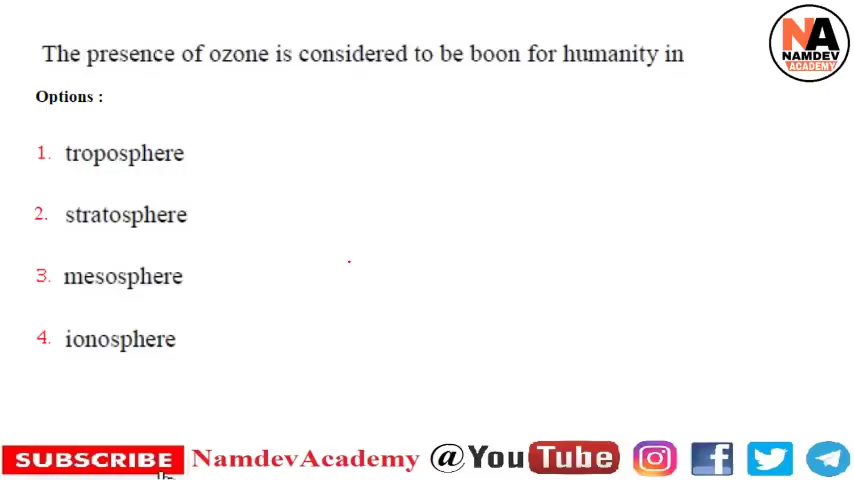 NA
NAMDEV
ACADEMY
The presence of ozone is considered to be boon for humanity in
Options :
1. troposphere
2. stratosphere
3. mesosphere
4. ionosphere
SUBSCRIBE NamdevAcademy @YouTube